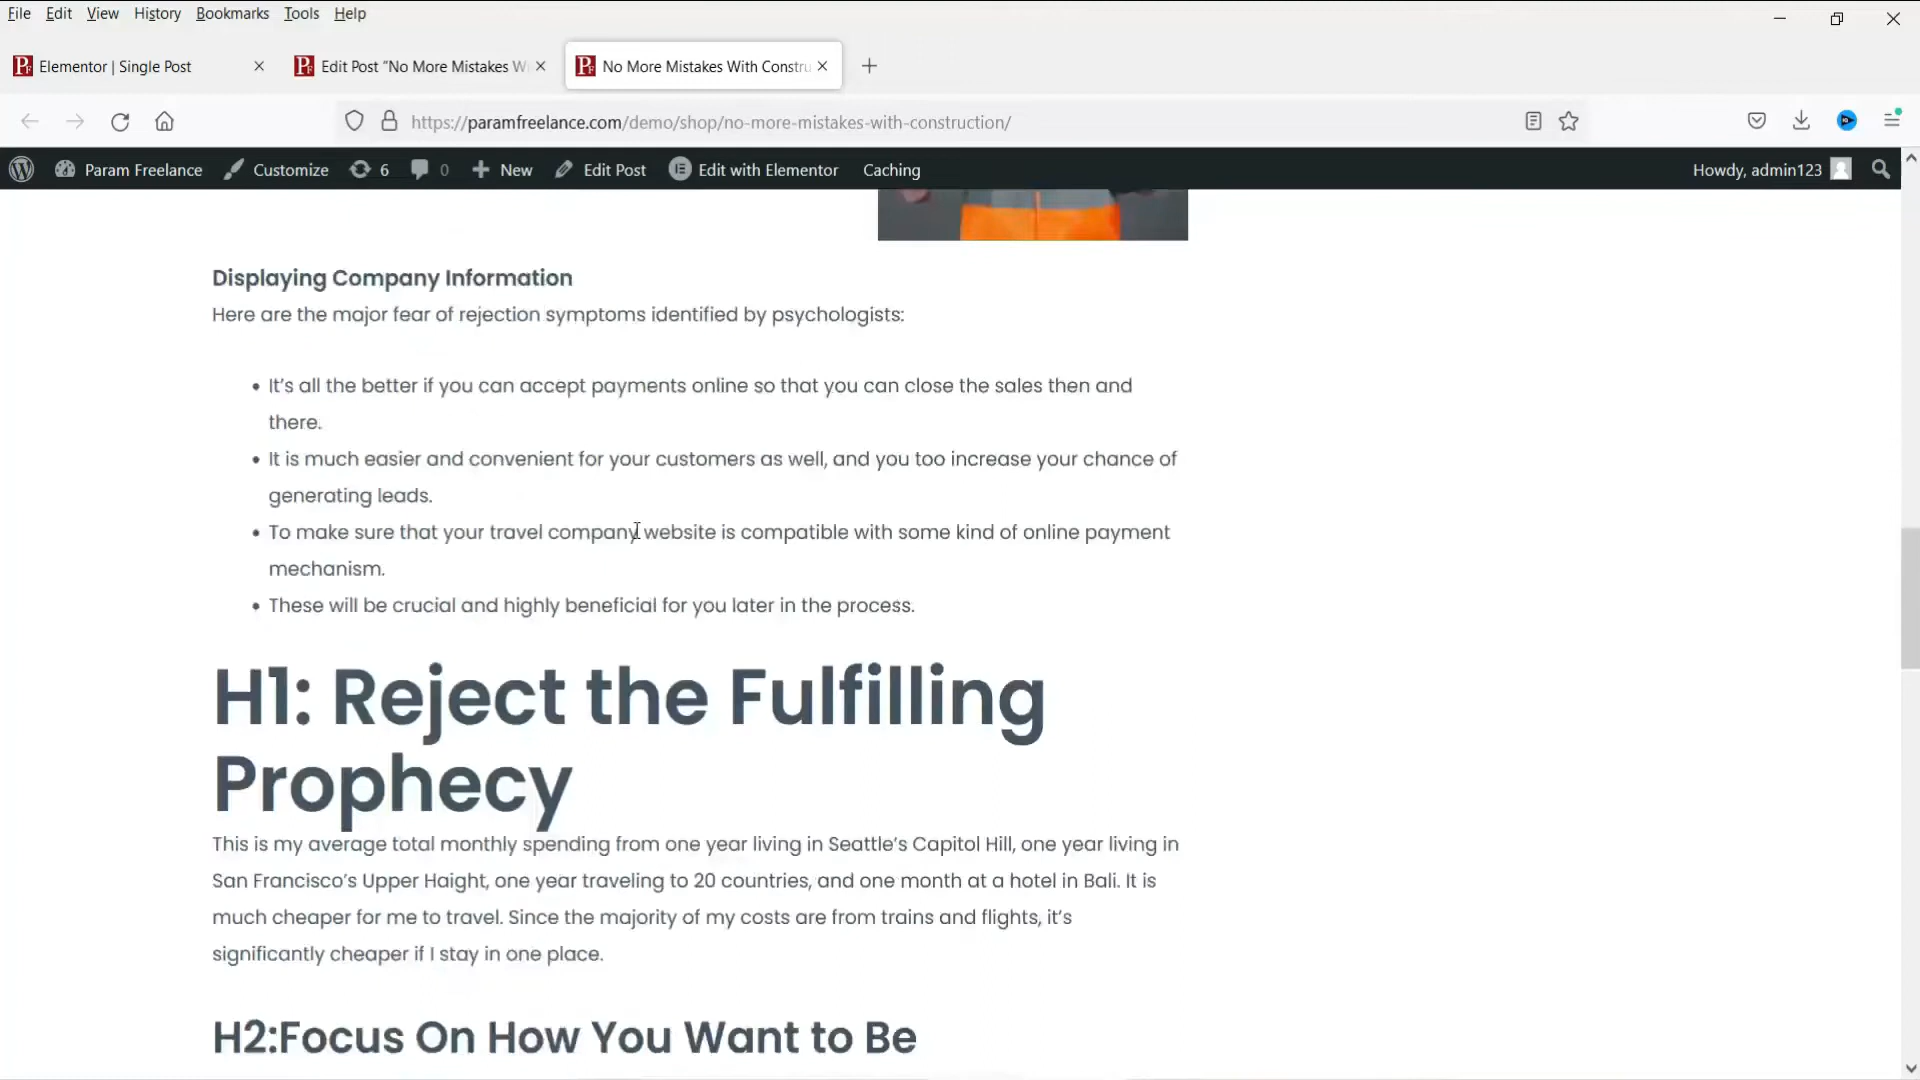 File Edit View History Bookmarks Tools Help
Elementor | Single Post
Edit Post "No More Mistakes Wi
No More Mistakes With Constru
https://paramfreelance.com/demo/shop/no-more-mistakes-with-construction/
Param Freelance Customize 6 0 New Edit Post Edit with Elementor Caching Howdy, admin123
Displaying Company Information
Here are the major fear of rejection symptoms identified by psychologists:
• It's all the better if you can accept payments online so that you can close the sales then and
there.
• It is much easier and convenient for your customers as well, and you too increase your chance of
generating leads.
• To make sure that your travel company website is compatible with some kind of online payment
mechanism.
• These will be crucial and highly beneficial for you later in the process.
H1: Reject the Fulfilling
Prophecy
This is my average total monthly spending from one year living in Seattle's Capitol Hill, one year living in
San Francisco's Upper Haight, one year traveling to 20 countries, and one month at a hotel in Bali. It is
much cheaper for me to travel. Since the majority of my costs are from trains and flights, it's
significantly cheaper if I stay in one place.
H2:Focus On How You Want to Be